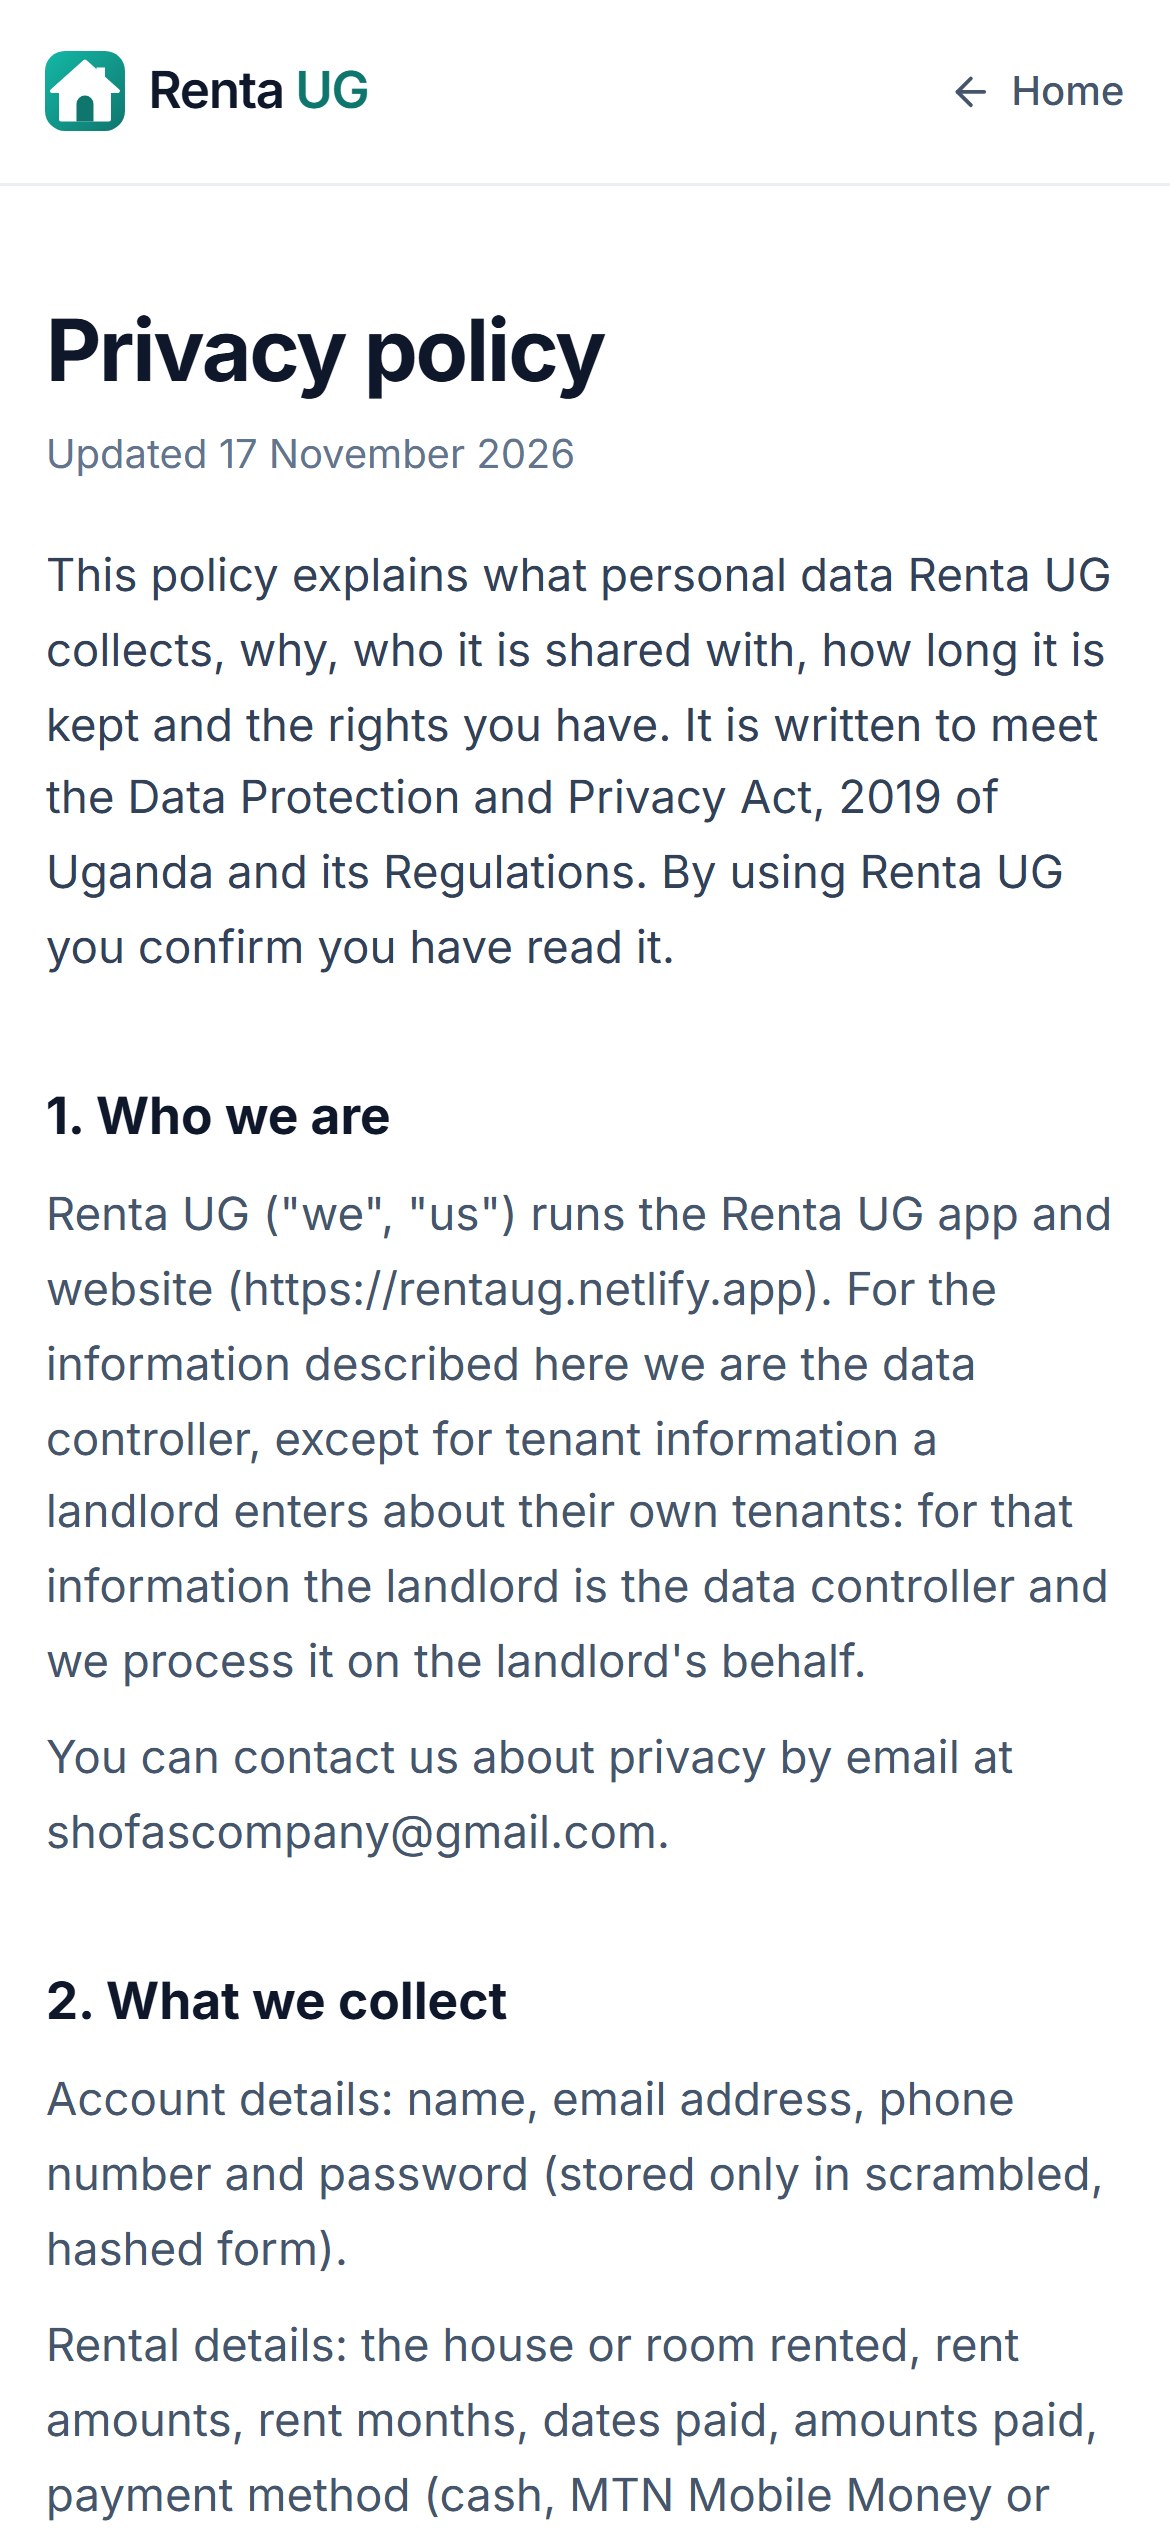 Renta UG
← Home
Privacy policy
Updated 17 November 2026
This policy explains what personal data Renta UG
collects, why, who it is shared with, how long it is
kept and the rights you have. It is written to meet
the Data Protection and Privacy Act, 2019 of
Uganda and its Regulations. By using Renta UG
you confirm you have read it.
1. Who we are
Renta UG ("we", "us") runs the Renta UG app and
website (https://rentaug.netlify.app). For the
information described here we are the data
controller, except for tenant information a
landlord enters about their own tenants: for that
information the landlord is the data controller and
we process it on the landlord's behalf.
You can contact us about privacy by email at
shofascompany@gmail.com.
2. What we collect
Account details: name, email address, phone
number and password (stored only in scrambled,
hashed form).
Rental details: the house or room rented, rent
amounts, rent months, dates paid, amounts paid,
payment method (cash, MTN Mobile Money or